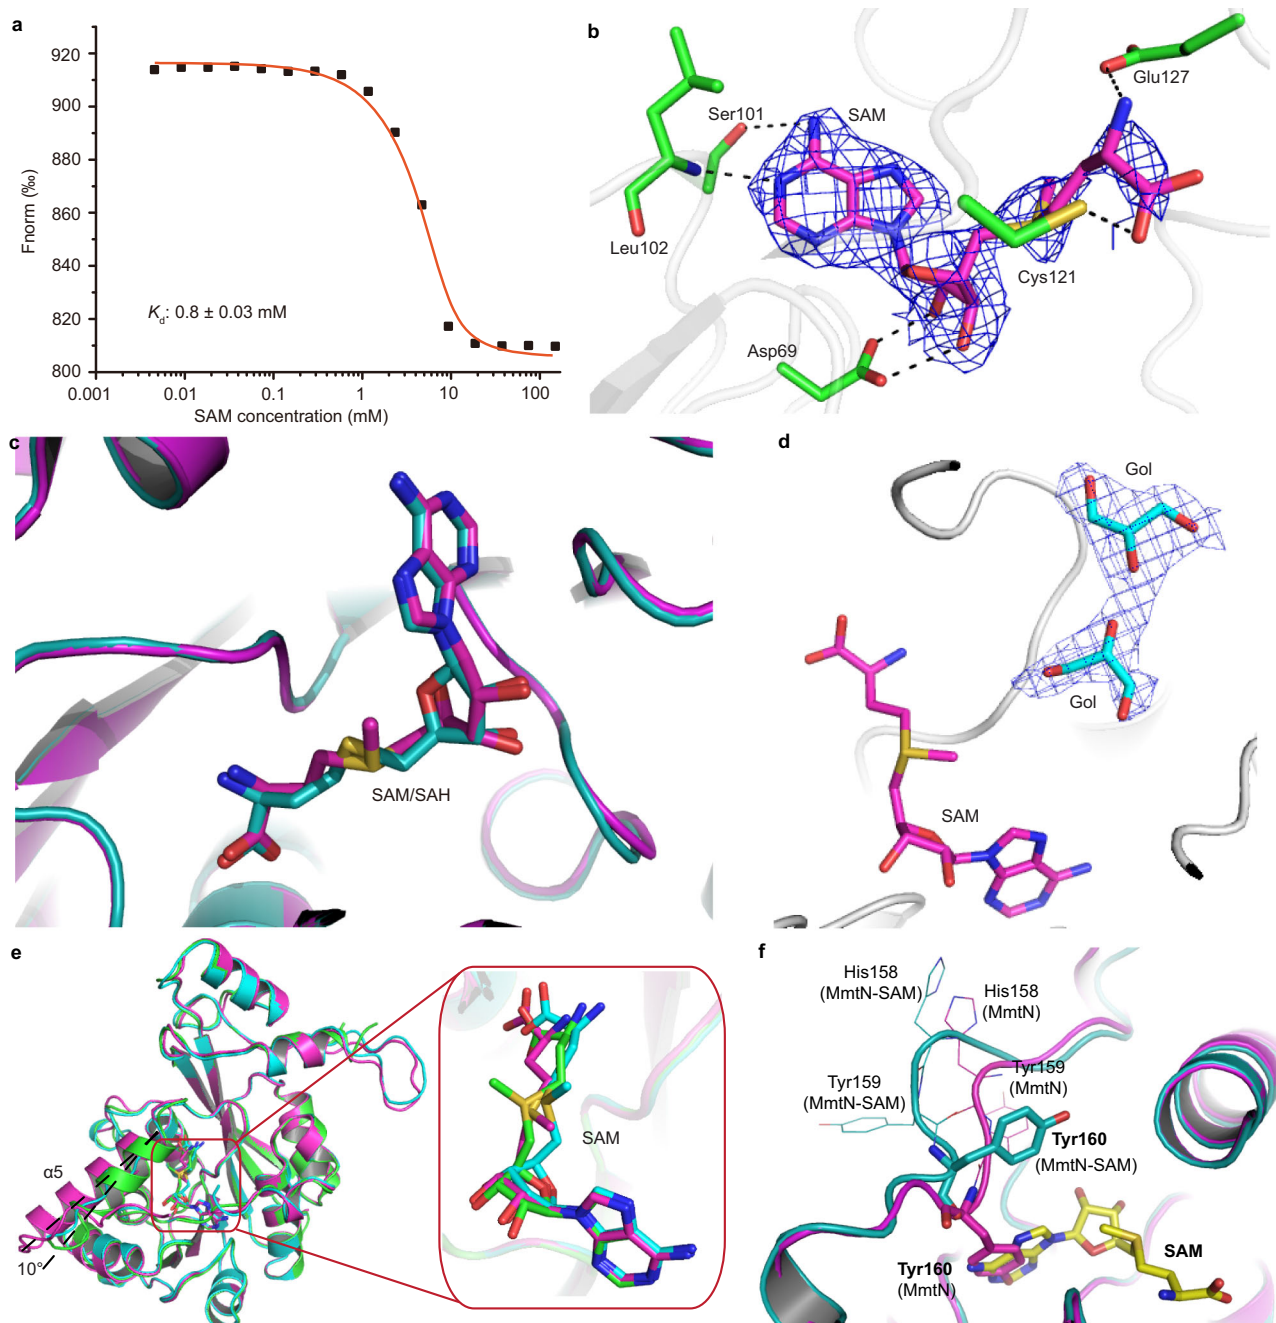 a
920
900
880
860
840
820
800
Fnorm (‰)
Kd: 0.8 ± 0.03 mM
0.001
0.01
0.1
1
10
100
SAM concentration (mM)
b
Glu127
Ser101
SAM
Leu102
Cys121
Asp69
c
SAM/SAH
d
Gol
Gol
SAM
e
α5
10°
SAM
f
His158
(MmtN-SAM)
His158
(MmtN)
Tyr159
(MmtN-SAM)
Tyr159
(MmtN)
Tyr160
(MmtN-SAM)
SAM
Tyr160
(MmtN)